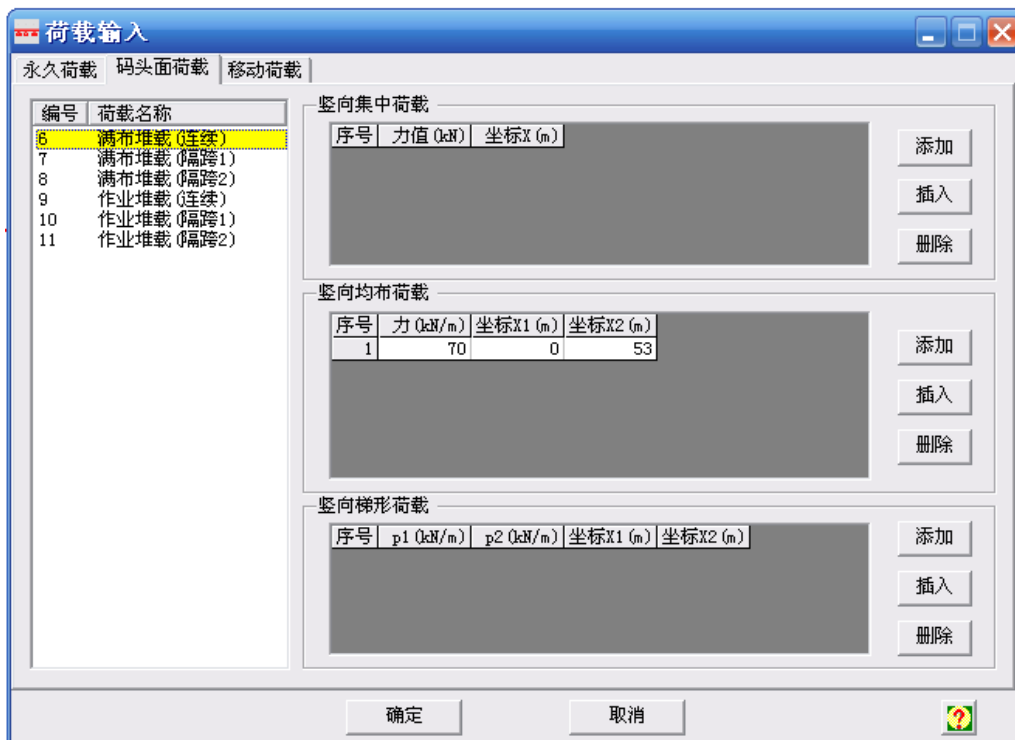 荷载输入
永久荷载 码头面荷载 移动荷载
编号 荷载名称
6 满布堆载(连续)
7 满布堆载(隔跨1)
8 满布堆载(隔跨2)
9 作业堆载(连续)
10 作业堆载(隔跨1)
11 作业堆载(隔跨2)
竖向集中荷载
序号 力值(kN) 坐标X(m)
添加
插入
删除
竖向均布荷载
序号 力(kN/m) 坐标X1(m) 坐标X2(m)
1 70 0 53
添加
插入
删除
竖向梯形荷载
序号 p1(kN/m) p2(kN/m) 坐标X1(m) 坐标X2(m)
添加
插入
删除
确定 取消 ?